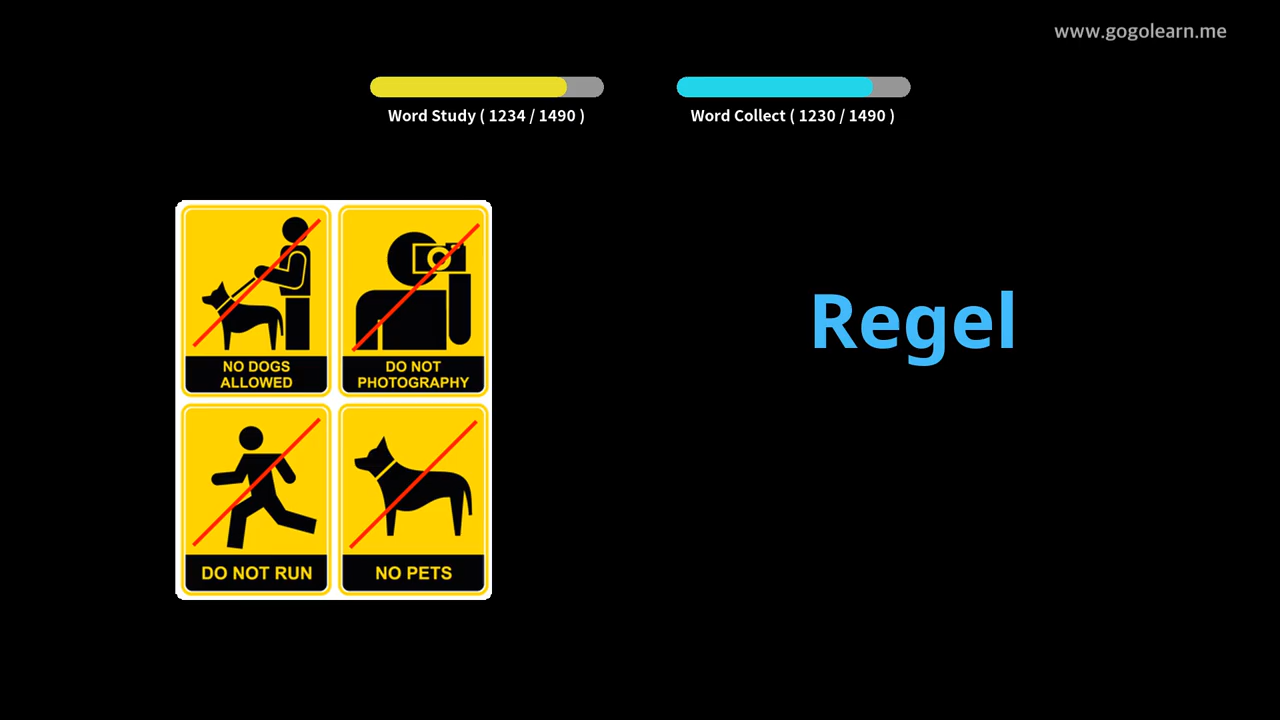 www.gogolearn.me
Word Study ( 1234 / 1490 )
Word Collect ( 1230 / 1490 )
NO DOGS
ALLOWED
DO NOT
PHOTOGRAPHY
DO NOT RUN
NO PETS
Regel